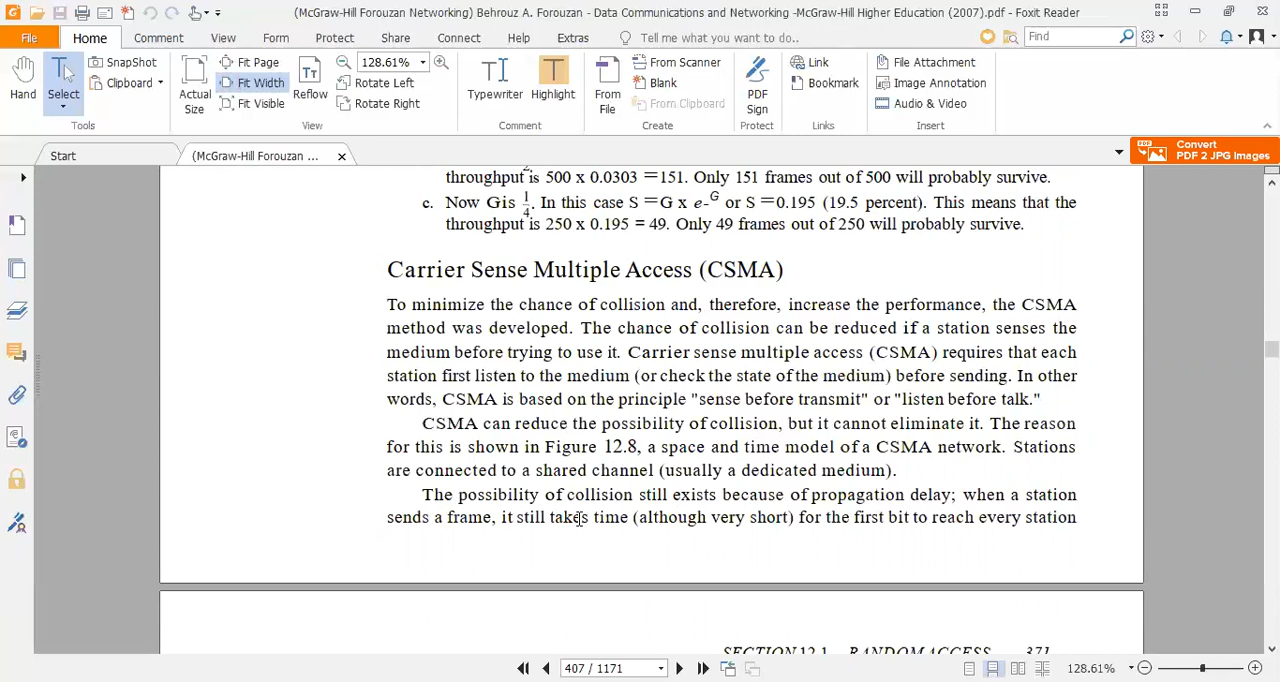 (McGraw-Hill Forouzan Networking) Behrouz A. Forouzan - Data Communications and Networking -McGraw-Hill Higher Education (2007).pdf - Foxit Reader
File Home Comment View Form Protect Share Connect Help Extras Tell me what you want to do.. Find
Hand Select SnapShot Clipboard Actual Size Fit Page Fit Width Fit Visible Reflow 128.61% Rotate Left Rotate Right Typewriter Highlight From File From Scanner Blank From Clipboard PDF Sign Link Bookmark File Attachment Image Annotation Audio & Video
Tools View Comment Create Protect Links Insert
Start (McGraw-Hill Forouzan ... Convert
PDF 2 JPG Images
throughput is 500 x 0.0303 =151. Only 151 frames out of 500 will probably survive.
c. Now Gis 1/4. In this case S =G x e-G or S =0.195 (19.5 percent). This means that the
throughput is 250 x 0.195 = 49. Only 49 frames out of 250 will probably survive.
Carrier Sense Multiple Access (CSMA)
To minimize the chance of collision and, therefore, increase the performance, the CSMA
method was developed. The chance of collision can be reduced if a station senses the
medium before trying to use it. Carrier sense multiple access (CSMA) requires that each
station first listen to the medium (or check the state of the medium) before sending. In other
words, CSMA is based on the principle "sense before transmit" or "listen before talk."
CSMA can reduce the possibility of collision, but it cannot eliminate it. The reason
for this is shown in Figure 12.8, a space and time model of a CSMA network. Stations
are connected to a shared channel (usually a dedicated medium).
The possibility of collision still exists because of propagation delay; when a station
sends a frame, it still takes time (although very short) for the first bit to reach every station
SECTION 12.1 RANDOM ACCESS 371
407 / 1171 128.61%